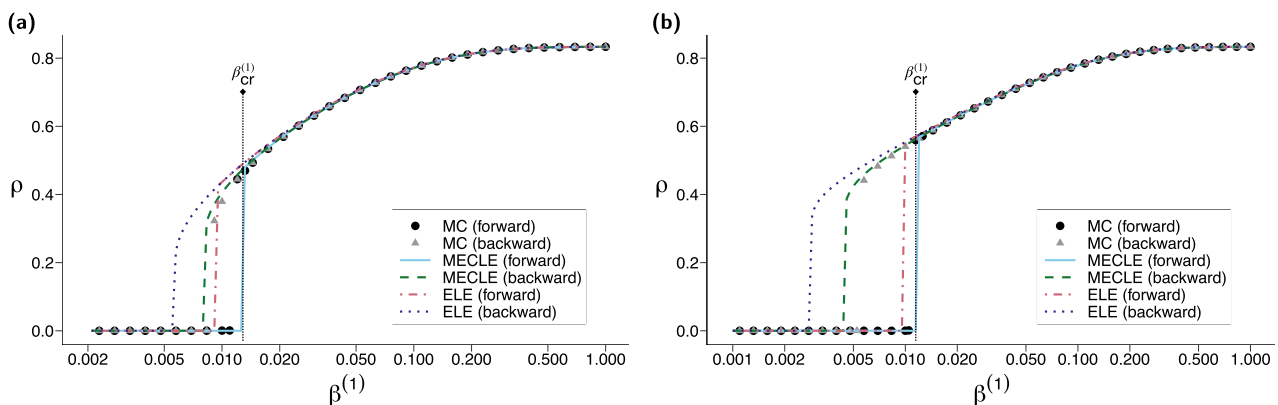 (a)
ρ
0.8
0.6
0.4
0.2
0.0
β(1)cr
MC (forward)
MC (backward)
MECLE (forward)
MECLE (backward)
ELE (forward)
ELE (backward)
0.002 0.005 0.010 0.020 0.050 0.100 0.200 0.500 1.000
β(1)
(b)
ρ
0.8
0.6
0.4
0.2
0.0
β(1)cr
MC (forward)
MC (backward)
MECLE (forward)
MECLE (backward)
ELE (forward)
ELE (backward)
0.001 0.002 0.005 0.010 0.020 0.050 0.100 0.200 0.500 1.000
β(1)